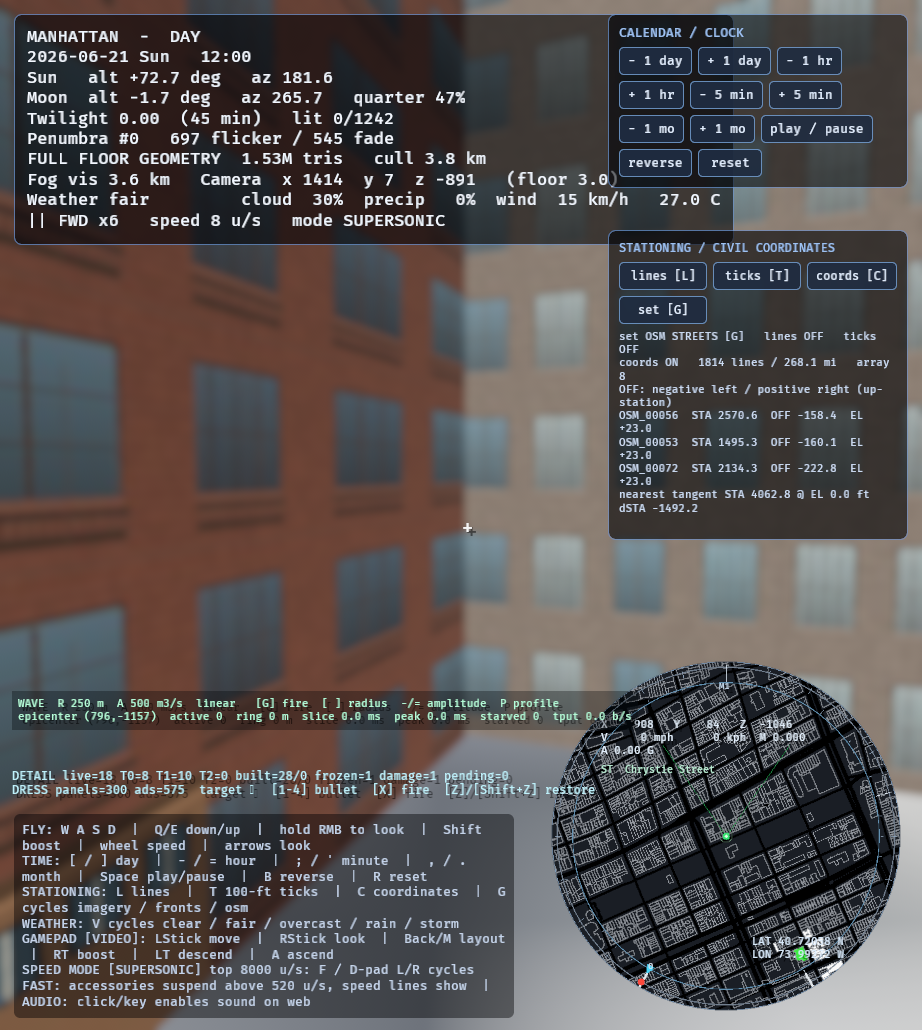 MANHATTAN  -  DAY
2026-06-21 Sun   12:00
Sun   alt +72.7 deg   az 181.6
Moon   alt -1.7 deg   az 265.7   quarter 47%
Twilight 0.00  (45 min)   lit 0/1242
Penumbra #0   697 flicker / 545 fade
FULL FLOOR GEOMETRY  1.53M tris   cull 3.8 km
Fog vis 3.6 km   Camera  x 1414  y 7  z -891   (floor 3.0)
Weather fair        cloud  30%  precip   0%  wind  15 km/h   27.0 C
|| FWD x6   speed 8 u/s   mode SUPERSONIC
CALENDAR / CLOCK
- 1 day  + 1 day  - 1 hr
+ 1 hr  - 5 min  + 5 min
- 1 mo  + 1 mo  play / pause
reverse  reset
STATIONING / CIVIL COORDINATES
lines [L]  ticks [T]  coords [C]
set [G]
set OSM STREETS [G]   lines OFF   ticks
OFF
coords ON   1814 lines / 268.1 mi   array
8
OFF: negative left / positive right (up-
station)
OSM_00056  STA 2570.6  OFF -158.4  EL
+23.0
OSM_00053  STA 1495.3  OFF -160.1  EL
+23.0
OSM_00072  STA 2134.3  OFF -222.8  EL
+23.0
nearest tangent STA 4062.8 @ EL 0.0 ft
dSTA -1492.2
WAVE  R 250 m  A 500 m3/s  linear   [G] fire  [ ] radius  -/= amplitude  P profile
epicenter (796,-1157)  active 0  ring 0 m  slice 0.0 ms  peak 0.0 ms  starved 0  tput 0.0 b/s
DETAIL live=18 T0=8 T1=10 T2=0 built=28/0 frozen=1 damage=1 pending=0
DRESS panels=300 ads=575  target  [1-4] bullet  [X] fire  [Z]/[Shift+Z] restore
FLY: W A S D  |  Q/E down/up  |  hold RMB to look  |  Shift
boost  |  wheel speed  |  arrows look
TIME: [ / ] day  |  - / = hour  |  ; / ' minute  |  , / .
month  |  Space play/pause  |  B reverse  |  R reset
STATIONING: L lines  |  T 100-ft ticks  |  C coordinates  |  G
cycles imagery / fronts / osm
WEATHER: V cycles clear / fair / overcast / rain / storm
GAMEPAD [VIDEO]: LStick move  |  RStick look  |  Back/M layout
|  RT boost  |  LT descend  |  A ascend
SPEED MODE [SUPERSONIC] top 8000 u/s: F / D-pad L/R cycles
FAST: accessories suspend above 520 u/s, speed lines show  |
AUDIO: click/key enables sound on web
X  908  Y  84  Z  -1046
V  0 mph  0 kph  M 0.000
A 0.00 G
ST  Chrystie Street
LAT
LON